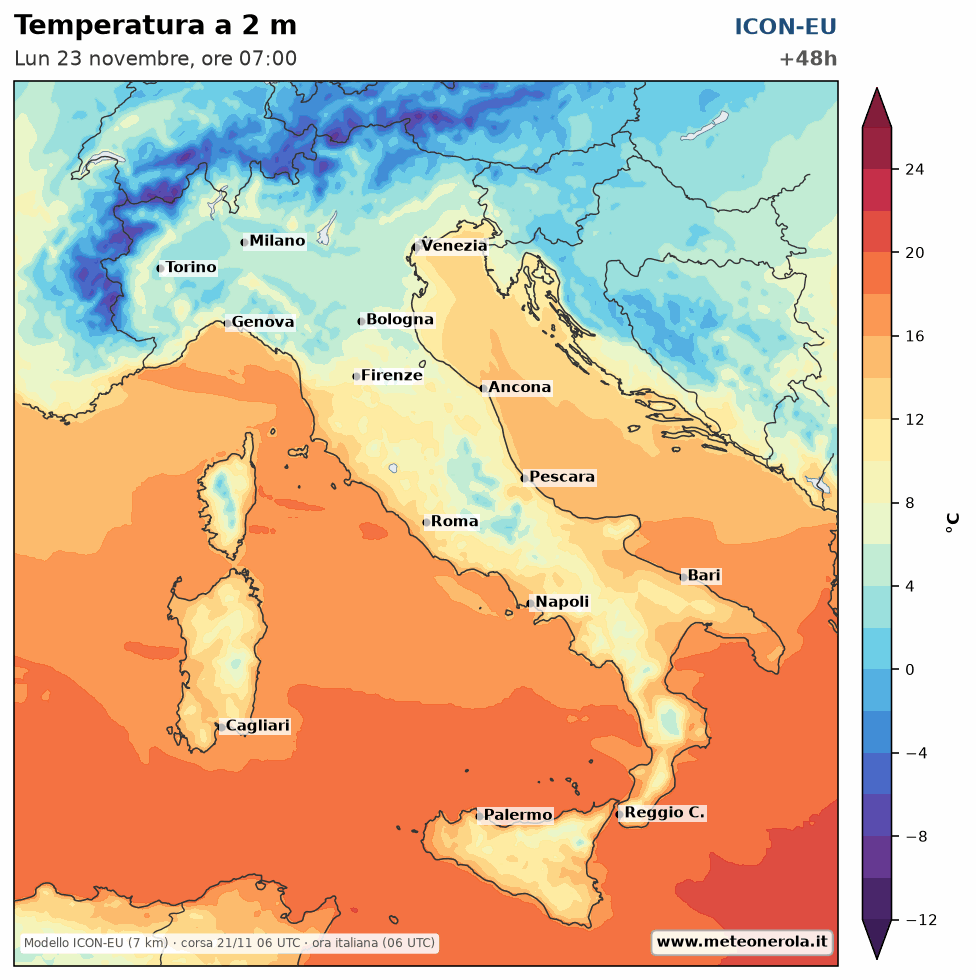 Temperatura a 2 m
ICON-EU
Lun 23 novembre, ore 07:00
+48h
Milano
Venezia
Torino
Genova
Bologna
Firenze
Ancona
Pescara
Roma
Bari
Napoli
Cagliari
Palermo
Reggio C.
24
20
16
12
8
4
0
−4
−8
−12
°C
Modello ICON-EU (7 km) · corsa 21/11 06 UTC · ora italiana (06 UTC)
www.meteonerola.it